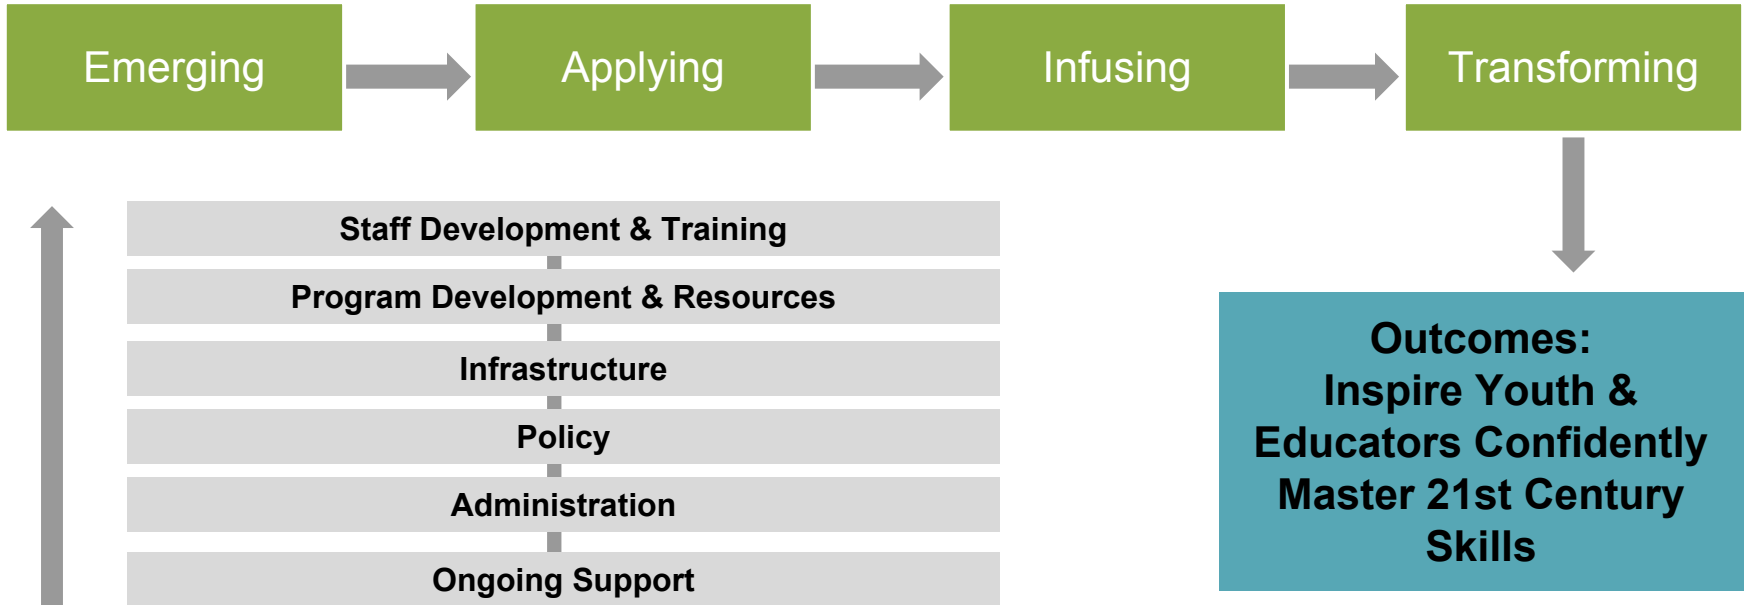 Emerging
Applying
Infusing
Transforming
Staff Development & Training
Program Development & Resources
Infrastructure
Policy
Administration
Ongoing Support
Outcomes:
Inspire Youth &
Educators Confidently
Master 21st Century
Skills